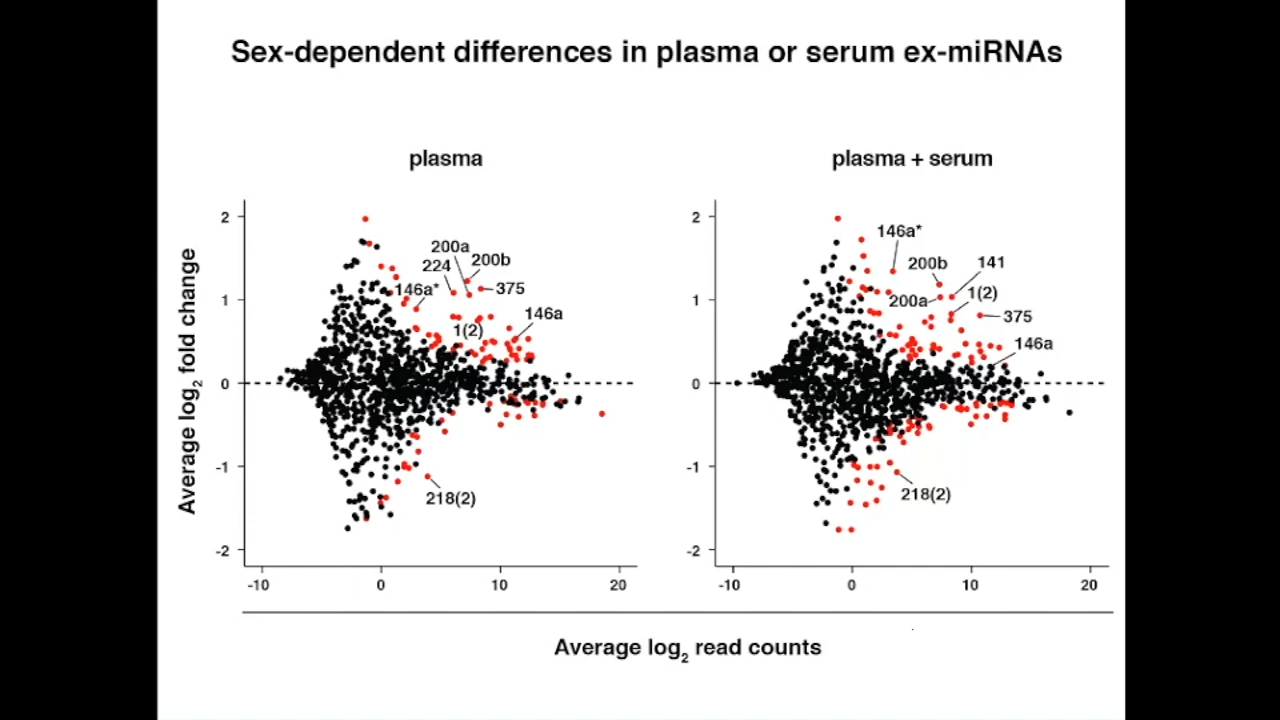 Sex-dependent differences in plasma or serum ex-miRNAs
plasma
plasma + serum
Average log2 fold change
2
1
0
-1
-2
-10
0
10
20
200a
200b
224
375
146a*
146a
1(2)
218(2)
2
1
0
-1
-2
-10
0
10
20
146a*
200b
141
200a
1(2)
375
146a
218(2)
Average log2 read counts